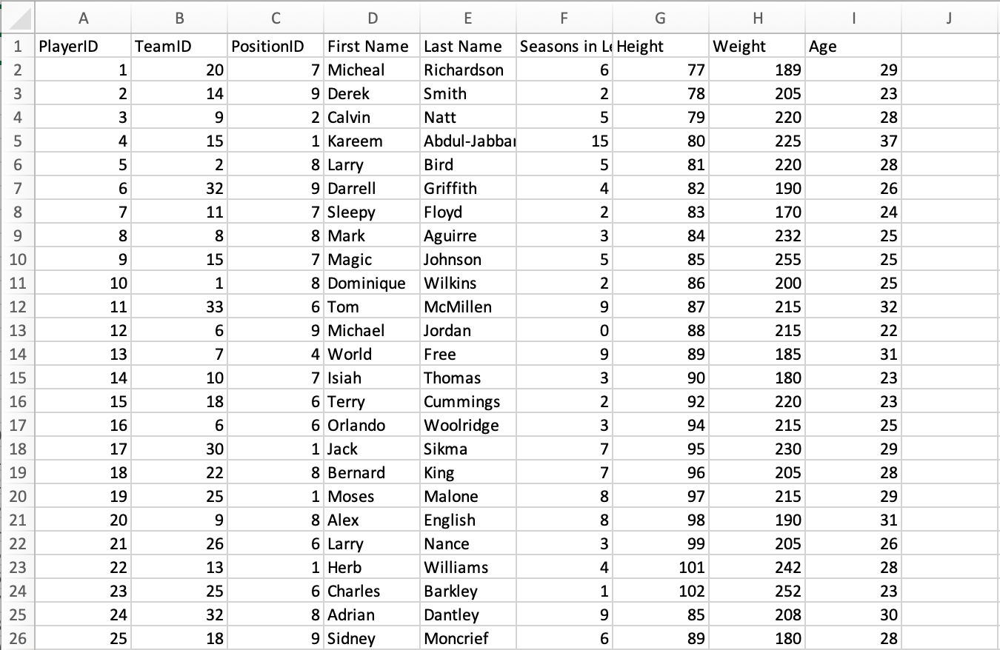 A B C D E F G H I J
1 PlayerID TeamID PositionID First Name Last Name Seasons in Le Height Weight Age
2 1 20 7 Micheal Richardson 6 77 189 29
3 2 14 9 Derek Smith 2 78 205 23
4 3 9 2 Calvin Natt 5 79 220 28
5 4 15 1 Kareem Abdul-Jabbar 15 80 225 37
6 5 2 8 Larry Bird 5 81 220 28
7 6 32 9 Darrell Griffith 4 82 190 26
8 7 11 7 Sleepy Floyd 2 83 170 24
9 8 8 8 Mark Aguirre 3 84 232 25
10 9 15 7 Magic Johnson 5 85 255 25
11 10 1 8 Dominique Wilkins 2 86 200 25
12 11 33 6 Tom McMillen 9 87 215 32
13 12 6 9 Michael Jordan 0 88 215 22
14 13 7 4 World Free 9 89 185 31
15 14 10 7 Isiah Thomas 3 90 180 23
16 15 18 6 Terry Cummings 2 92 220 23
17 16 6 6 Orlando Woolridge 3 94 215 25
18 17 30 1 Jack Sikma 7 95 230 29
19 18 22 8 Bernard King 7 96 205 28
20 19 25 1 Moses Malone 8 97 215 29
21 20 9 8 Alex English 8 98 190 31
22 21 26 6 Larry Nance 3 99 205 26
23 22 13 1 Herb Williams 4 101 242 28
24 23 25 6 Charles Barkley 1 102 252 23
25 24 32 8 Adrian Dantley 9 85 208 30
26 25 18 9 Sidney Moncrief 6 89 180 28